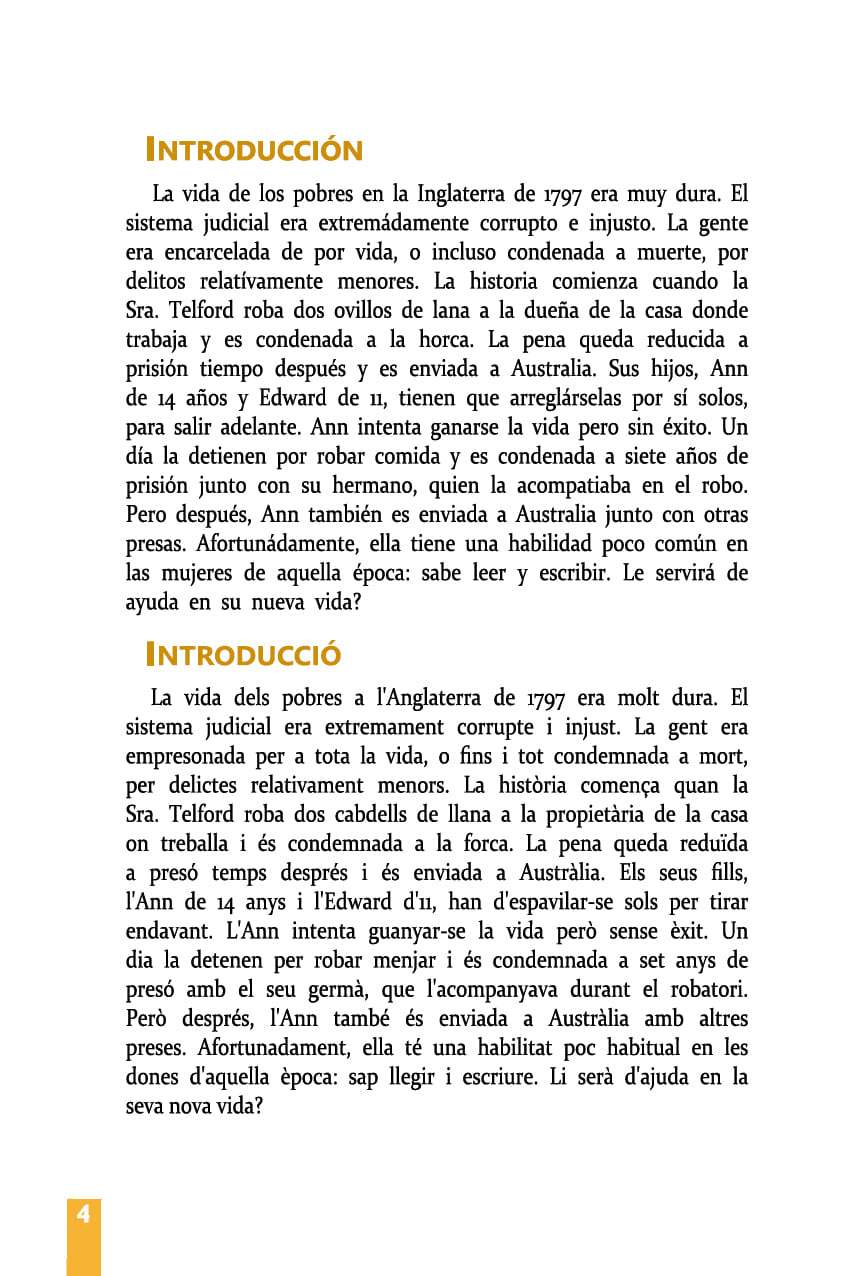 INTRODUCCIÓN
La vida de los pobres en la Inglaterra de 1797 era muy dura. El
sistema judicial era extremádamente corrupto e injusto. La gente
era encarcelada de por vida, o incluso condenada a muerte, por
delitos relatívamente menores. La historia comienza cuando la
Sra. Telford roba dos ovillos de lana a la dueña de la casa donde
trabaja y es condenada a la horca. La pena queda reducida a
prisión tiempo después y es enviada a Australia. Sus hijos, Ann
de 14 años y Edward de 11, tienen que arreglárselas por sí solos,
para salir adelante. Ann intenta ganarse la vida pero sin éxito. Un
día la detienen por robar comida y es condenada a siete años de
prisión junto con su hermano, quien la acompatiaba en el robo.
Pero después, Ann también es enviada a Australia junto con otras
presas. Afortunádamente, ella tiene una habilidad poco común en
las mujeres de aquella época: sabe leer y escribir. Le servirá de
ayuda en su nueva vida?
INTRODUCCIÓ
La vida dels pobres a l'Anglaterra de 1797 era molt dura. El
sistema judicial era extremament corrupte i injust. La gent era
empresonada per a tota la vida, o fins i tot condemnada a mort,
per delictes relativament menors. La història comença quan la
Sra. Telford roba dos cabdells de llana a la propietària de la casa
on treballa i és condemnada a la forca. La pena queda reduïda
a presó temps després i és enviada a Austràlia. Els seus fills,
l'Ann de 14 anys i l'Edward d'11, han d'espavilar-se sols per tirar
endavant. L'Ann intenta guanyar-se la vida però sense èxit. Un
dia la detenen per robar menjar i és condemnada a set anys de
presó amb el seu germà, que l'acompanyava durant el robatori.
Però després, l'Ann també és enviada a Austràlia amb altres
preses. Afortunadament, ella té una habilitat poc habitual en les
dones d'aquella època: sap llegir i escriure. Li serà d'ajuda en la
seva nova vida?
4